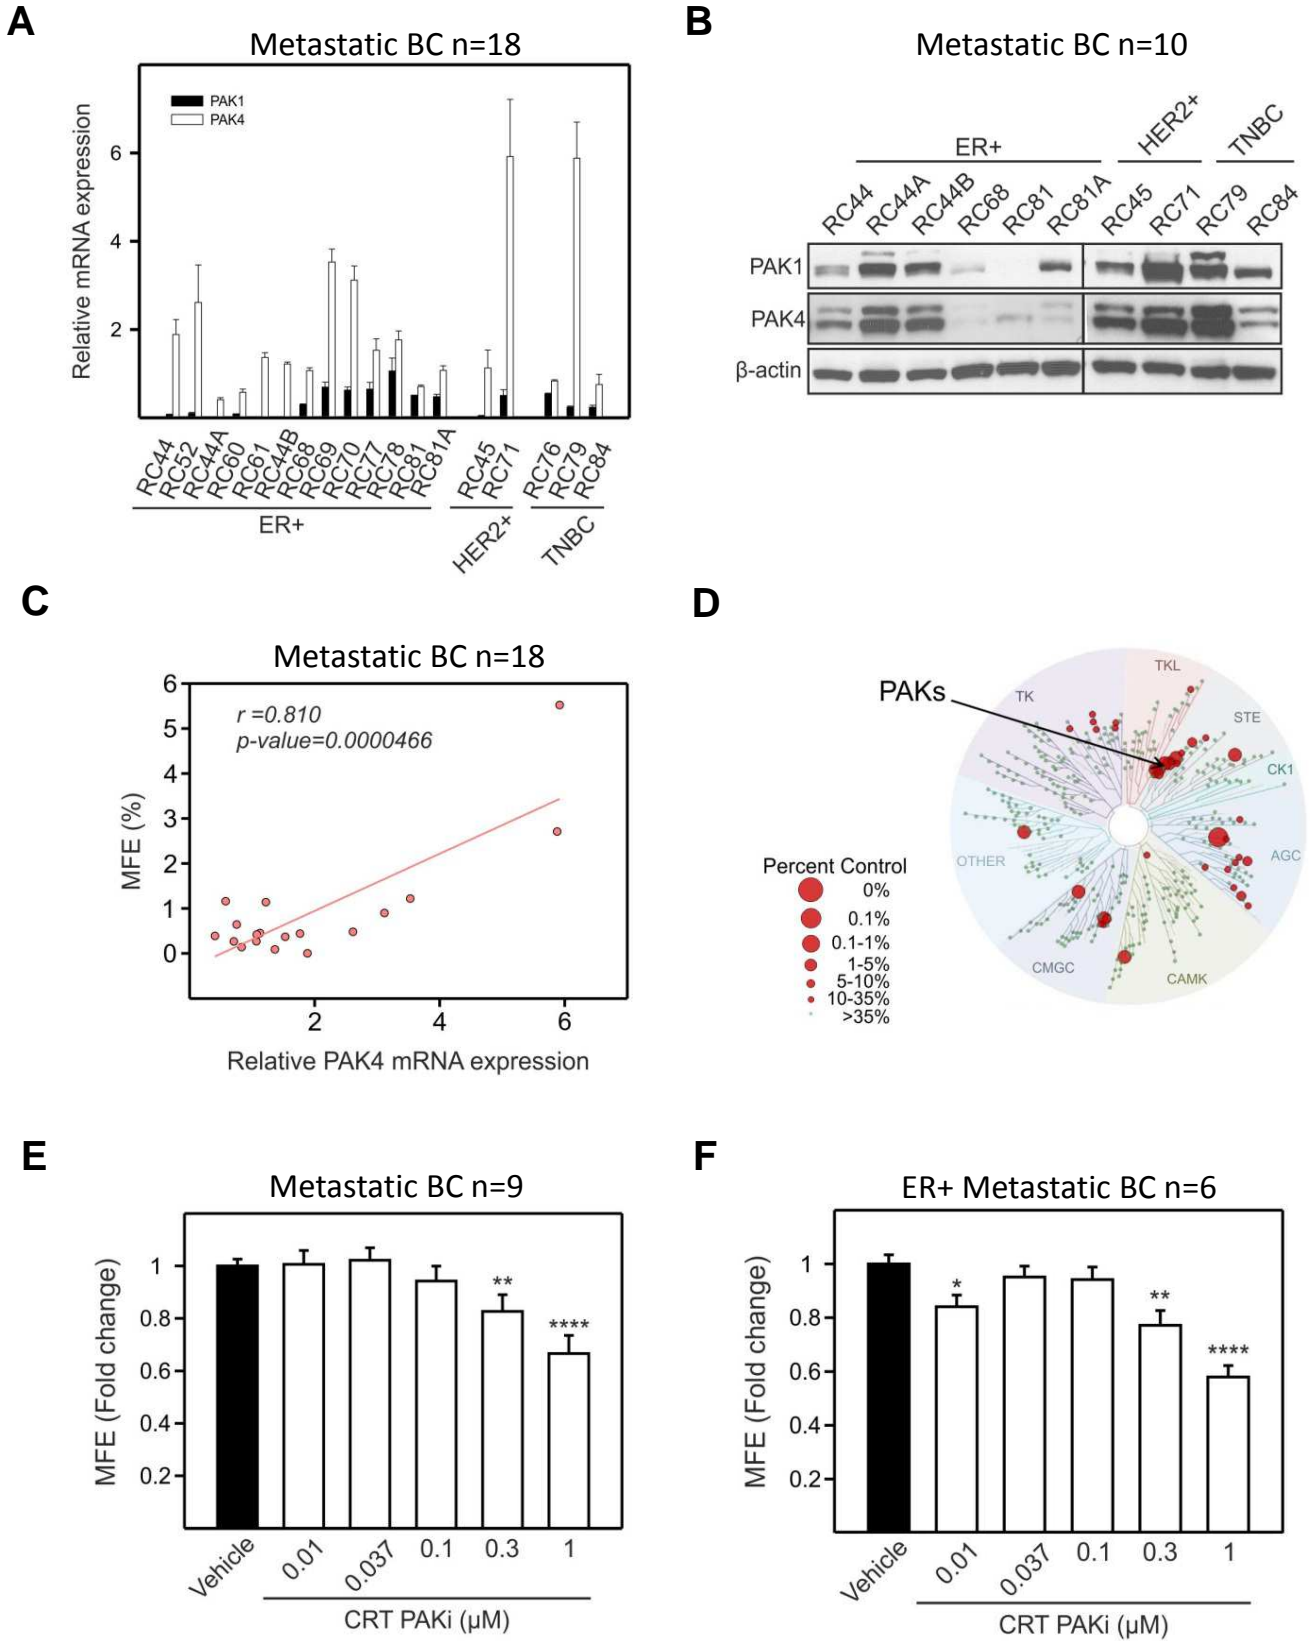 A
Metastatic BC n=18
PAK1
PAK4
Relative mRNA expression
6
4
2
RC44
RC52
RC44A
RC60
RC61
RC44B
RC68
RC69
RC70
RC77
RC78
RC81
RC81A
RC45
RC71
RC76
RC79
RC84
ER+
HER2+
TNBC
B
Metastatic BC n=10
ER+
HER2+
TNBC
RC44
RC44A
RC44B
RC68
RC81
RC81A
RC45
RC71
RC79
RC84
PAK1
PAK4
β-actin
C
Metastatic BC n=18
r =0.810
p-value=0.0000466
MFE (%)
6
5
4
3
2
1
0
2
4
6
Relative PAK4 mRNA expression
D
PAKs
TK
TKL
STE
CK1
AGC
CAMK
CMGC
OTHER
Percent Control
0%
0.1%
0.1-1%
1-5%
5-10%
10-35%
>35%
E
Metastatic BC n=9
MFE (Fold change)
1
0.8
0.6
0.4
0.2
**
****
Vehicle
0.01
0.037
0.1
0.3
1
CRT PAKi (µM)
F
ER+ Metastatic BC n=6
MFE (Fold change)
1
0.8
0.6
0.4
0.2
*
**
****
Vehicle
0.01
0.037
0.1
0.3
1
CRT PAKi (µM)